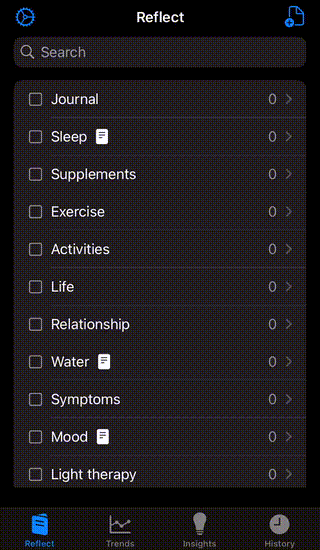 Reflect
Search
Journal 0
Sleep 0
Supplements 0
Exercise 0
Activities 0
Life 0
Relationship 0
Water 0
Symptoms 0
Mood 0
Light therapy 0
Reflect Trends Insights History